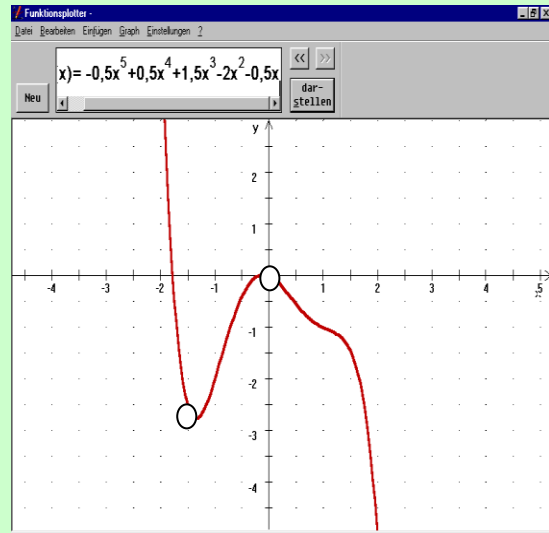 Funktionsplotter -
Datei Bearbeiten Einfügen Graph Einstellungen ?
x)= -0,5x⁵+0,5x⁴+1,5x³-2x²-0,5x
<< >>
Neu
dar-
stellen
y
2
1
-4 -3 -2 -1 1 2 3 4 5
x
-1
-2
-3
-4